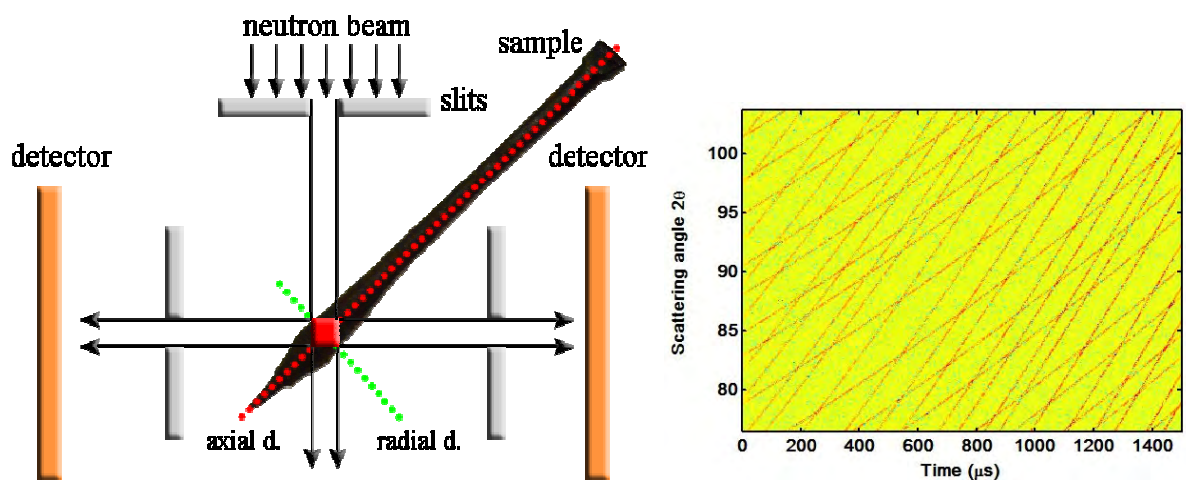 neutron beam
sample
slits
detector
detector
axial d.
radial d.
Scattering angle 2θ
100
95
90
85
80
0 200 400 600 800 1000 1200 1400
Time (μs)